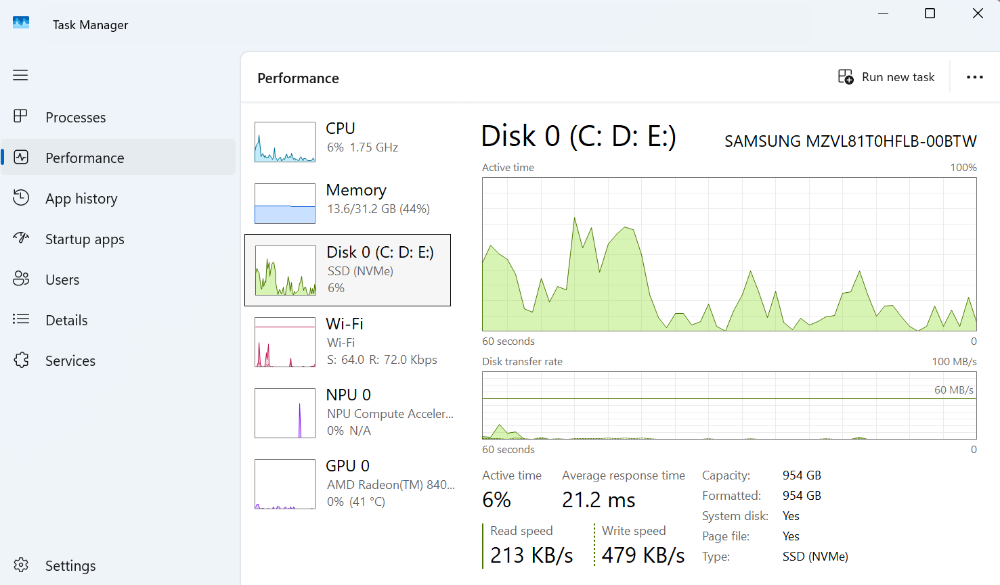 Task Manager
Performance
Run new task
Processes
Performance
App history
Startup apps
Users
Details
Services
Settings
CPU
6% 1.75 GHz
Memory
13.6/31.2 GB (44%)
Disk 0 (C: D: E:)
SSD (NVMe)
6%
Wi-Fi
Wi-Fi
S: 64.0 R: 72.0 Kbps
NPU 0
NPU Compute Acceler...
0% N/A
GPU 0
AMD Radeon(TM) 840...
0% (41 °C)
Disk 0 (C: D: E:) SAMSUNG MZVL81T0HFLB-00BTW
Active time 100%
60 seconds 0
Disk transfer rate 100 MB/s
60 MB/s
60 seconds 0
Active time
6%
Average response time
21.2 ms
Read speed
213 KB/s
Write speed
479 KB/s
Capacity: 954 GB
Formatted: 954 GB
System disk: Yes
Page file: Yes
Type: SSD (NVMe)